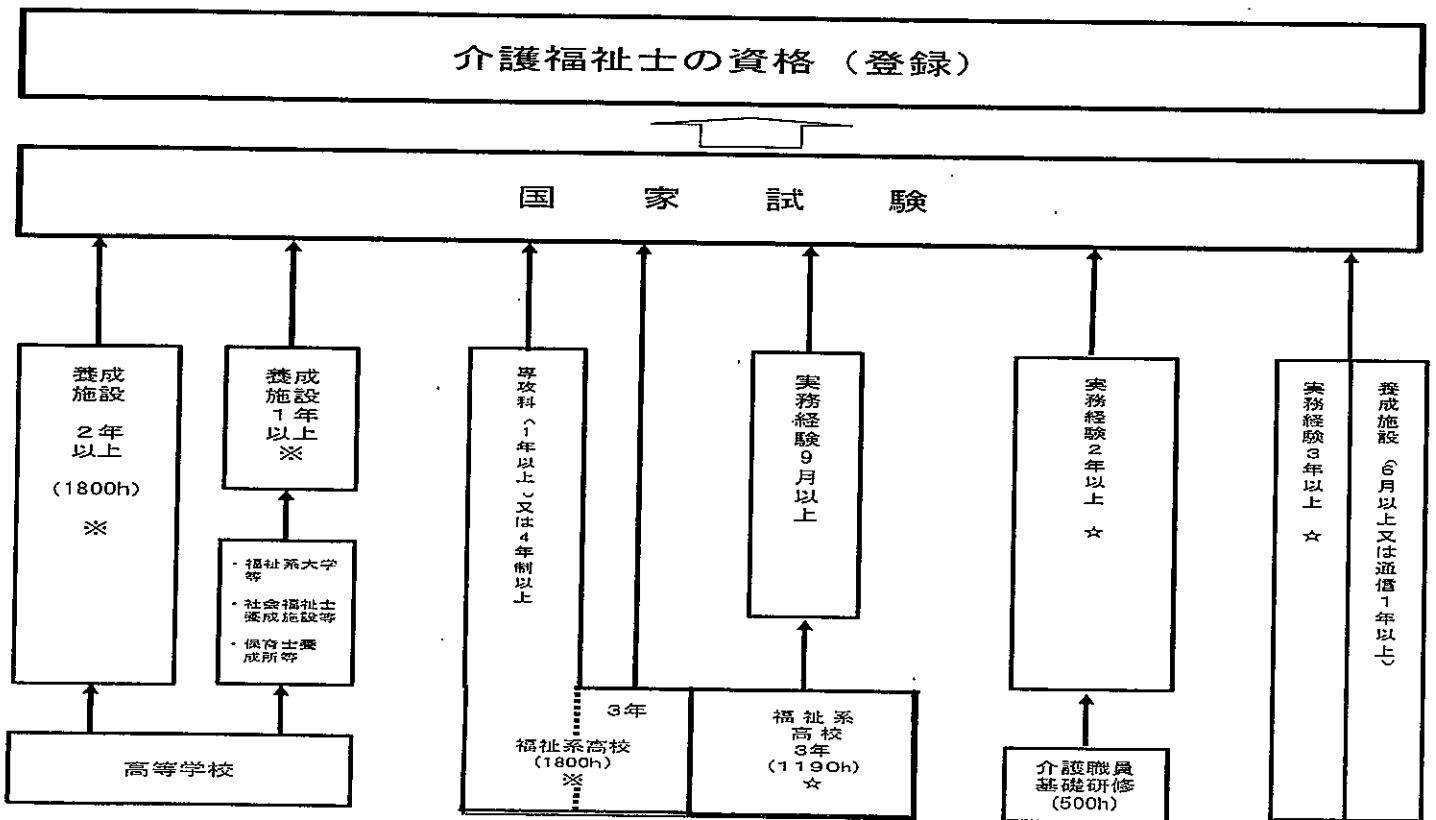 介護福祉士の資格（登録）
国家試験
養成
施設
2年
以上
(1800h)
※
養成
施設
1年
以上
※
・福祉系大学
等
・社会福祉士
養成施設等
・保育士養
成所等
高等学校
専攻科（1年以上）又は4年制以上
3年
福祉系高校
(1800h)
※
実務経験9月以上
福祉系
高校
3年
(1190h)
☆
実務経験2年以上 ☆
介護職員
基礎研修
(500h)
実務経験3年以上 ☆
養成施設（6月以上又は通信1年以上）